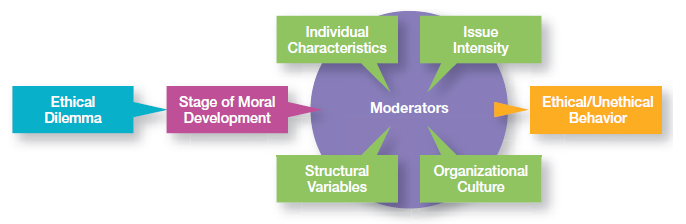 Individual
Characteristics
Issue
Intensity
Ethical
Dilemma
Stage of Moral
Development
Moderators
Ethical/Unethical
Behavior
Structural
Variables
Organizational
Culture